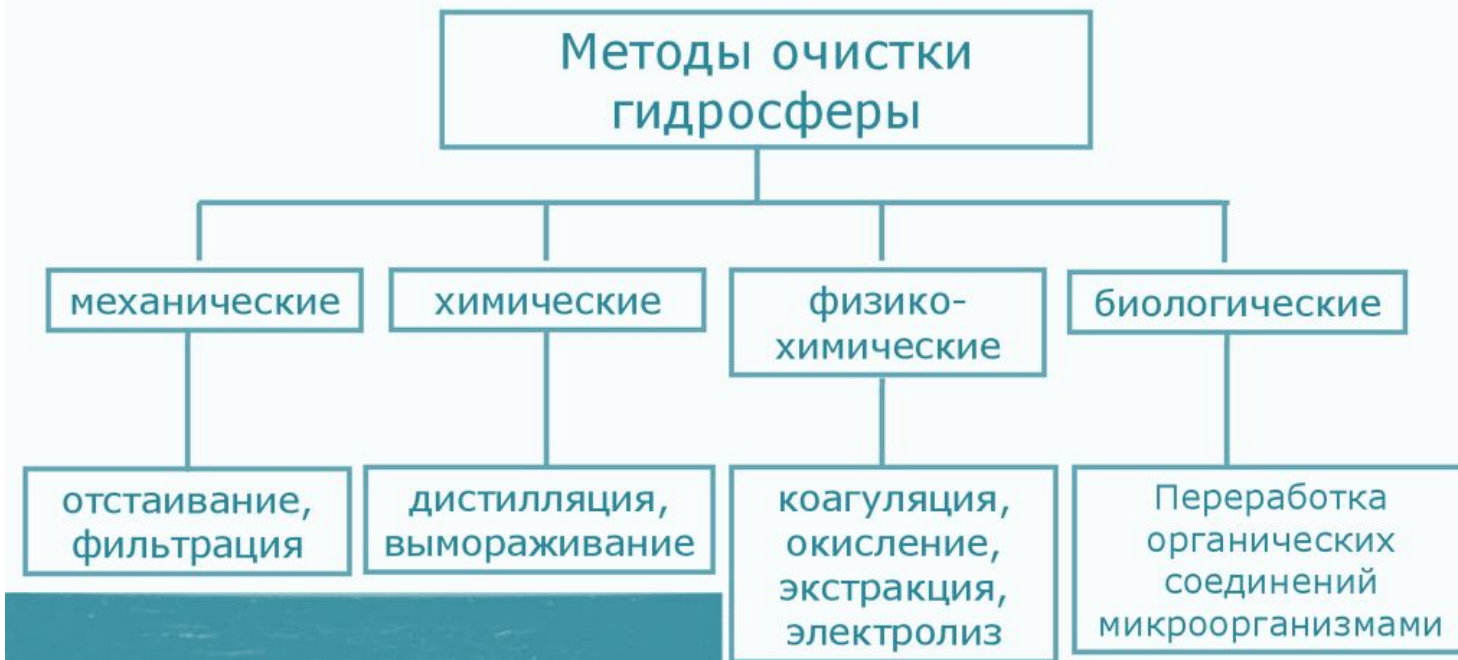 Методы очистки
гидросферы
механические
химические
физико-
химические
биологические
отстаивание,
фильтрация
дистилляция,
вымораживание
коагуляция,
окисление,
экстракция,
электролиз
Переработка
органических
соединений
микроорганизмами